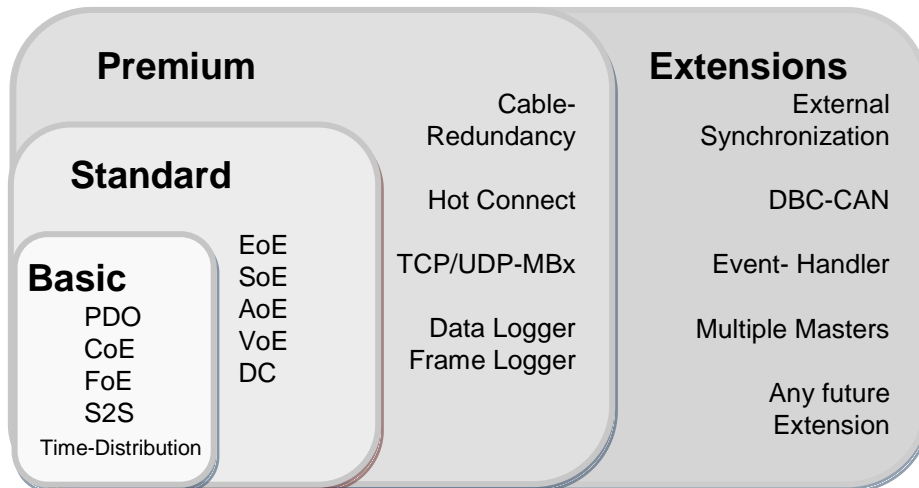 Premium
Cable-
Redundancy
Hot Connect
TCP/UDP-MBx
Data Logger
Frame Logger
Extensions
External
Synchronization
DBC-CAN
Event- Handler
Multiple Masters
Any future
Extension
Standard
EoE
SoE
AoE
VoE
DC
Basic
PDO
CoE
FoE
S2S
Time-Distribution